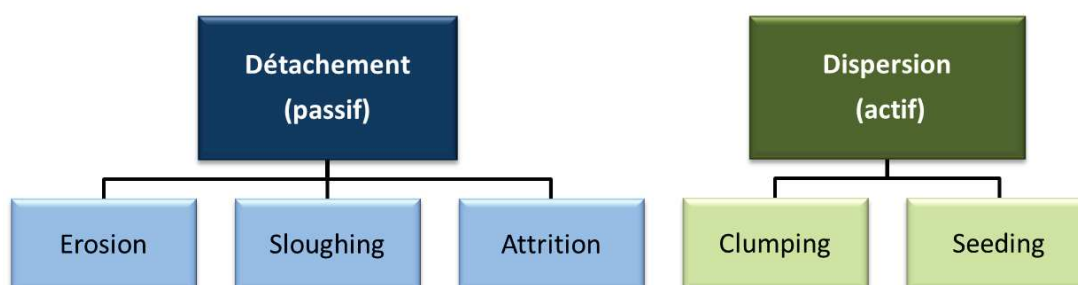 Détachement
(passif)
Dispersion
(actif)
Erosion
Sloughing
Attrition
Clumping
Seeding